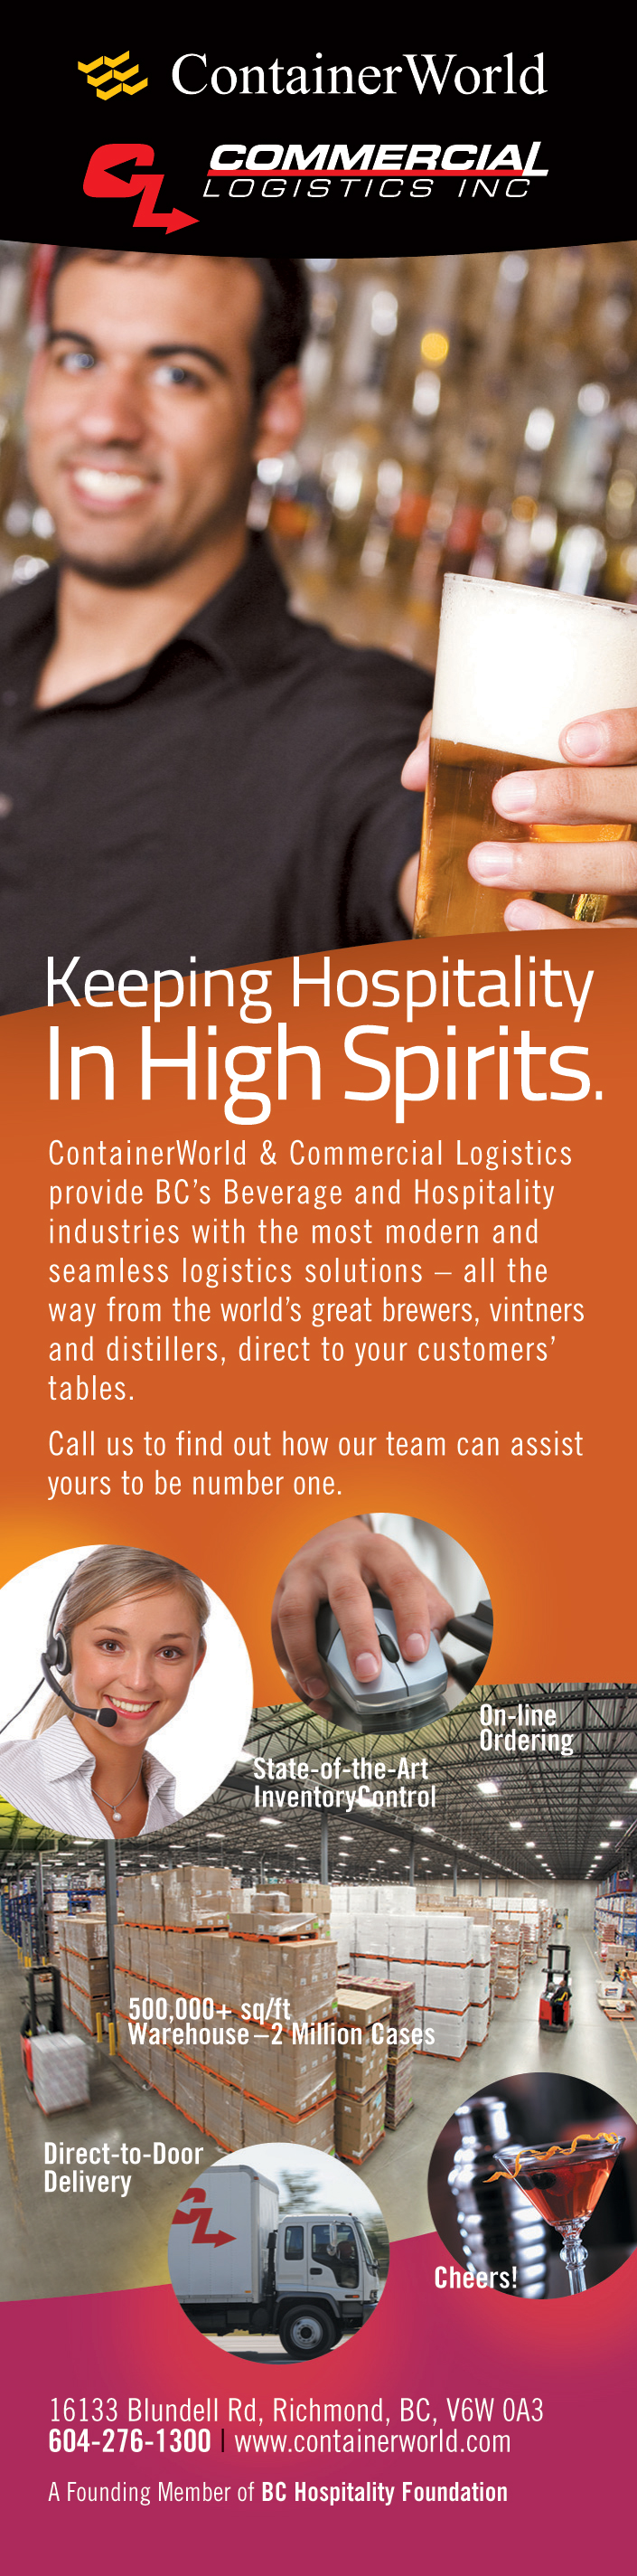 ContainerWorld
CL COMMERCIAL
LOGISTICS INC
Keeping Hospitality
In High Spirits.
ContainerWorld & Commercial Logistics
provide BC’s Beverage and Hospitality
industries with the most modern and
seamless logistics solutions – all the
way from the world’s great brewers, vintners
and distillers, direct to your customers’
tables.
Call us to find out how our team can assist
yours to be number one.
On-line
Ordering
State-of-the-Art
InventoryControl
500,000+ sq/ft
Warehouse–2 Million Cases
Direct-to-Door
Delivery
CL
Cheers!
16133 Blundell Rd, Richmond, BC, V6W 0A3
604-276-1300 | www.containerworld.com
A Founding Member of BC Hospitality Foundation